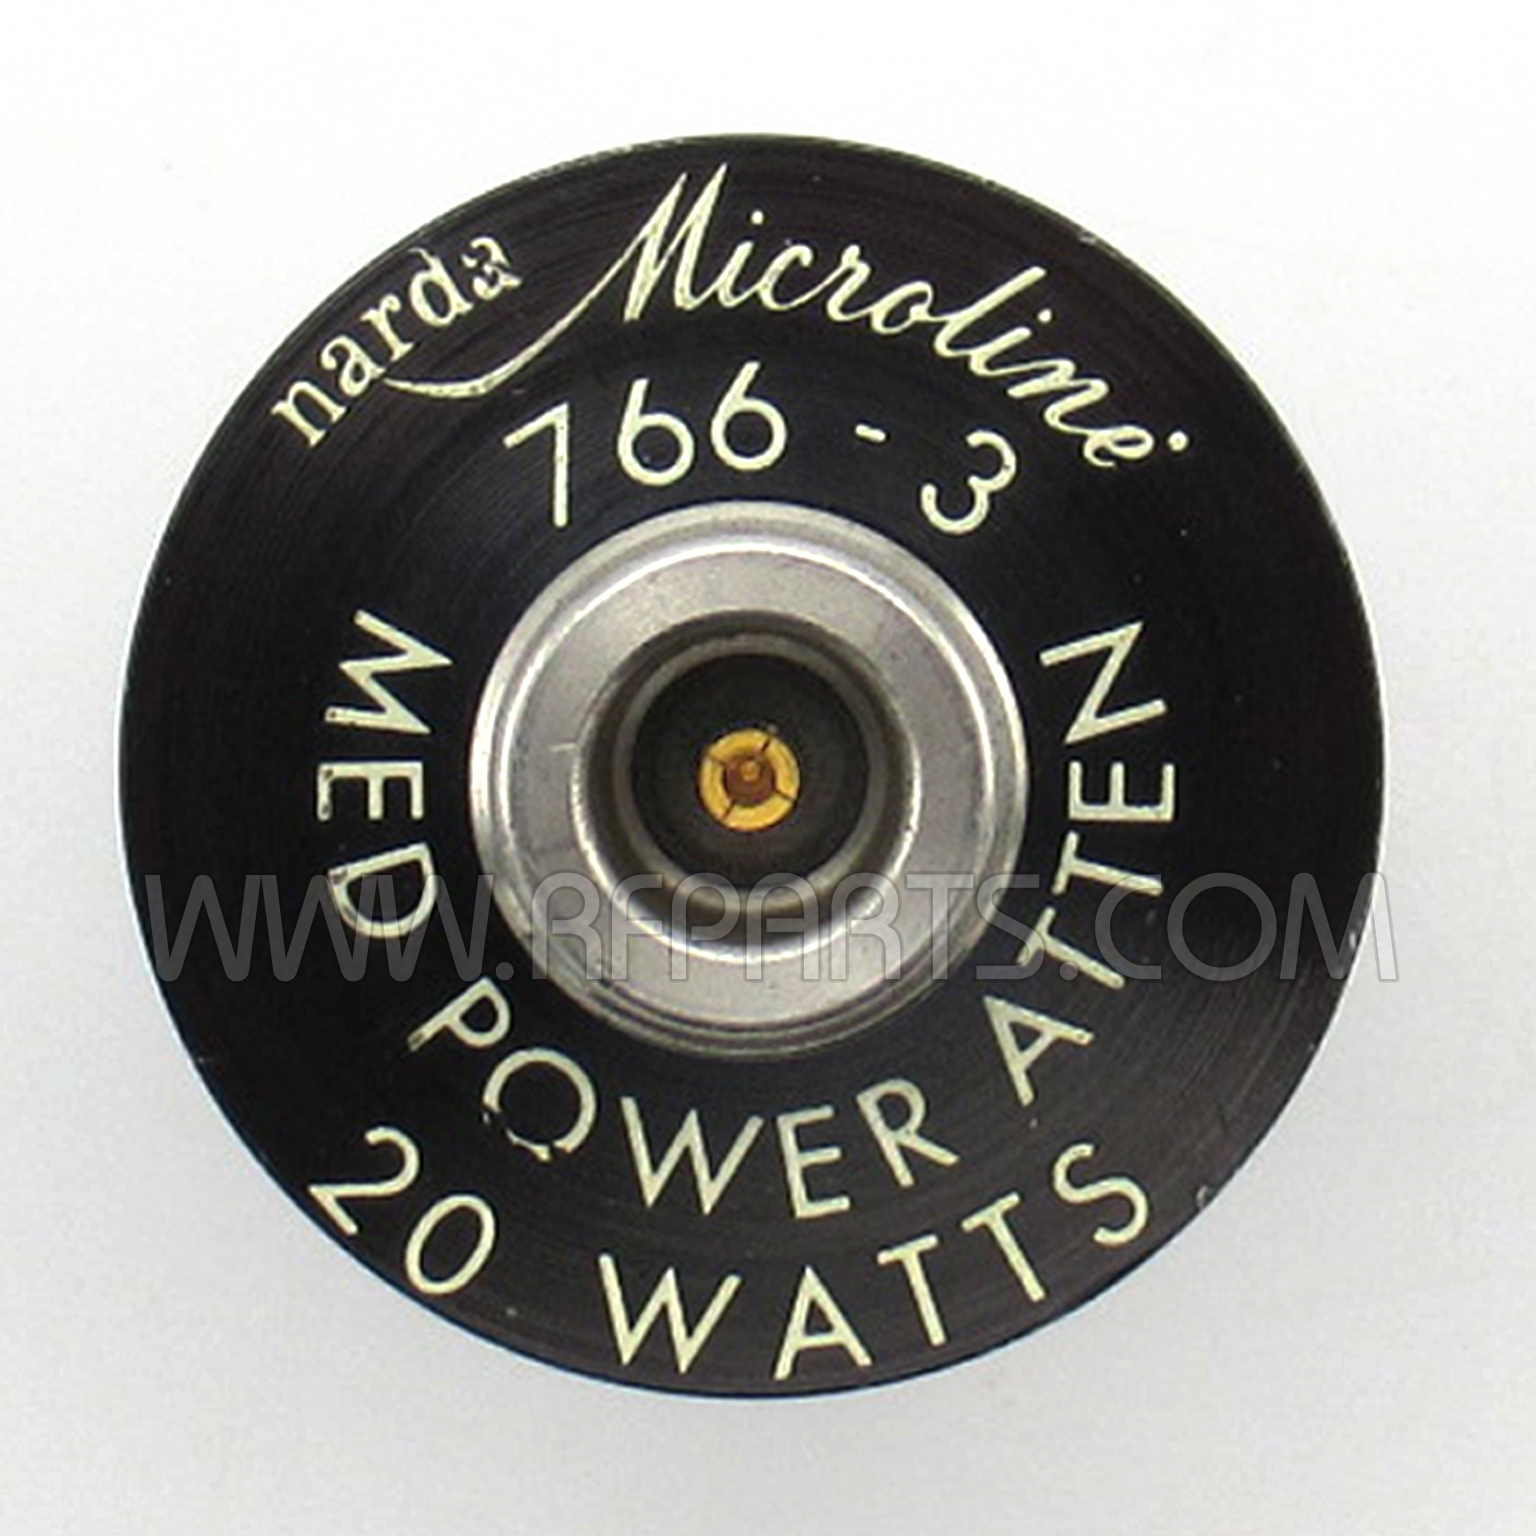 narda Microline
766-3
MED POWER ATTEN
20 WATTS
WWW.RFPARTS.COM